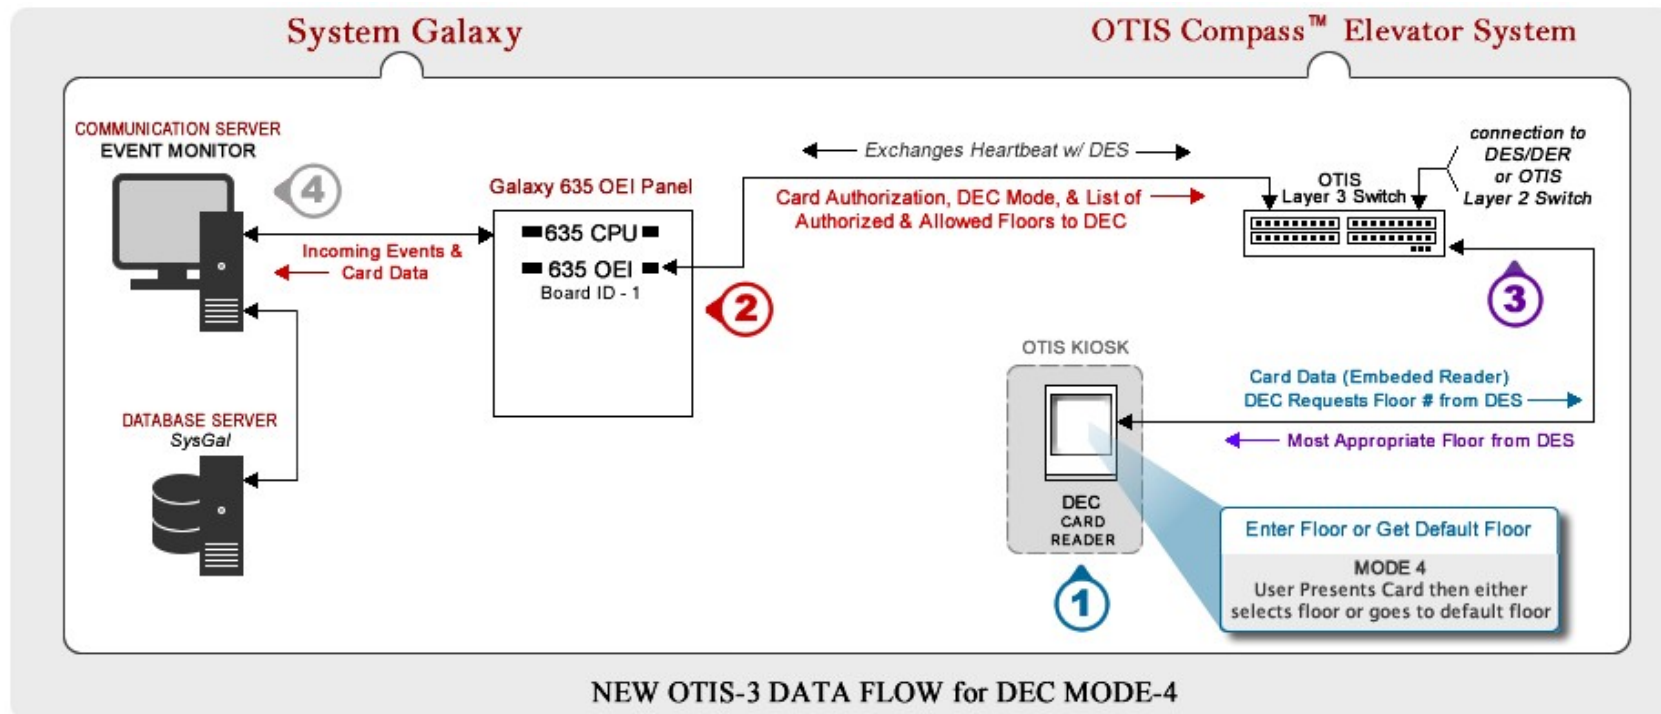 System Galaxy
OTIS Compass™ Elevator System
COMMUNICATION SERVER
EVENT MONITOR
4
Incoming Events &
Card Data
DATABASE SERVER
SysGal
Galaxy 635 OEI Panel
635 CPU
635 OEI
Board ID - 1
2
Exchanges Heartbeat w/ DES
Card Authorization, DEC Mode, & List of
Authorized & Allowed Floors to DEC
OTIS
Layer 3 Switch
connection to
DES/DER
or OTIS
Layer 2 Switch
3
OTIS KIOSK
DEC
CARD
READER
1
Card Data (Embeded Reader)
DEC Requests Floor # from DES
Most Appropriate Floor from DES
Enter Floor or Get Default Floor
MODE 4
User Presents Card then either
selects floor or goes to default floor
NEW OTIS-3 DATA FLOW for DEC MODE-4